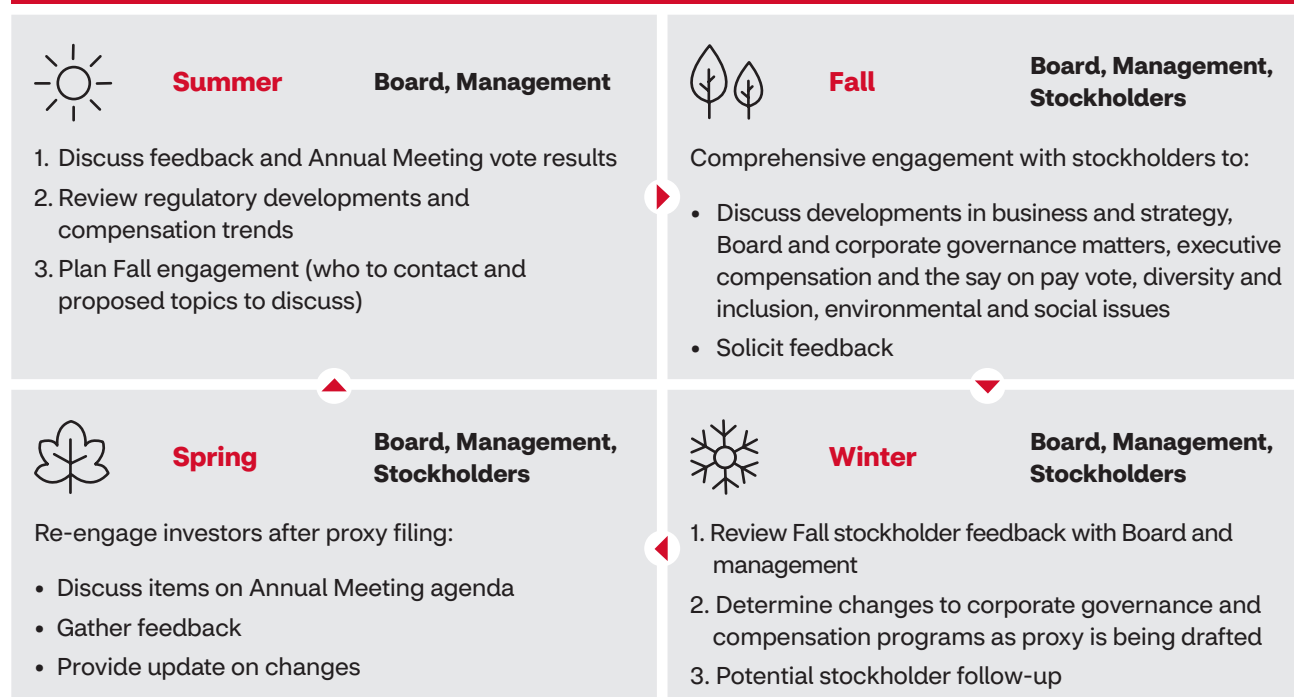 Summer
Board, Management
1. Discuss feedback and Annual Meeting vote results
2. Review regulatory developments and
compensation trends
3. Plan Fall engagement (who to contact and
proposed topics to discuss)
Fall
Board, Management,
Stockholders
Comprehensive engagement with stockholders to:
• Discuss developments in business and strategy,
Board and corporate governance matters, executive
compensation and the say on pay vote, diversity and
inclusion, environmental and social issues
• Solicit feedback
Spring
Board, Management,
Stockholders
Re-engage investors after proxy filing:
• Discuss items on Annual Meeting agenda
• Gather feedback
• Provide update on changes
Winter
Board, Management,
Stockholders
1. Review Fall stockholder feedback with Board and
management
2. Determine changes to corporate governance and
compensation programs as proxy is being drafted
3. Potential stockholder follow-up